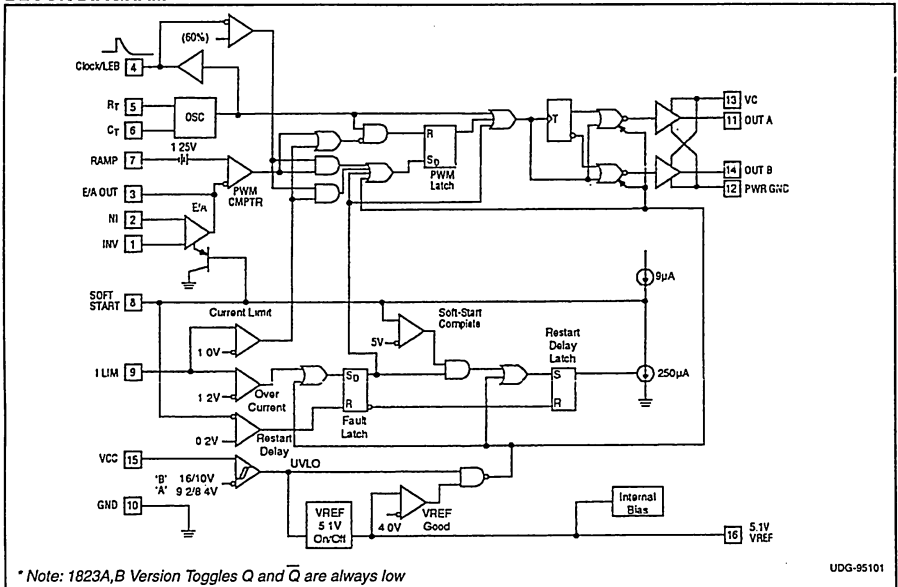 (60%)
Clock/LEB 4
RT 5
CT 6
OSC
1 25V
RAMP 7
PWM
CMPTR
E/A OUT 3
E/A
NI 2
INV 1
R
SD
PWM
Latch
T
13 VC
11 OUT A
14 OUT B
12 PWR GND
9µA
SOFT
START 8
Current Limit
1 0V
Soft-Start
Complete
5V
Restart
Delay
Latch
I LIM 9
1 2V
Over
Current
SD
R
Fault
Latch
S
R
250µA
0 2V
Restart
Delay
VCC 15
UVLO
"B" 16/10V
"A" 9 2/8 4V
GND 10
VREF
5 1V
On/Off
4 0V
VREF
Good
Internal
Bias
16 5.1V
VREF
* Note: 1823A,B Version Toggles Q and Q̅ are always low
UDG-95101